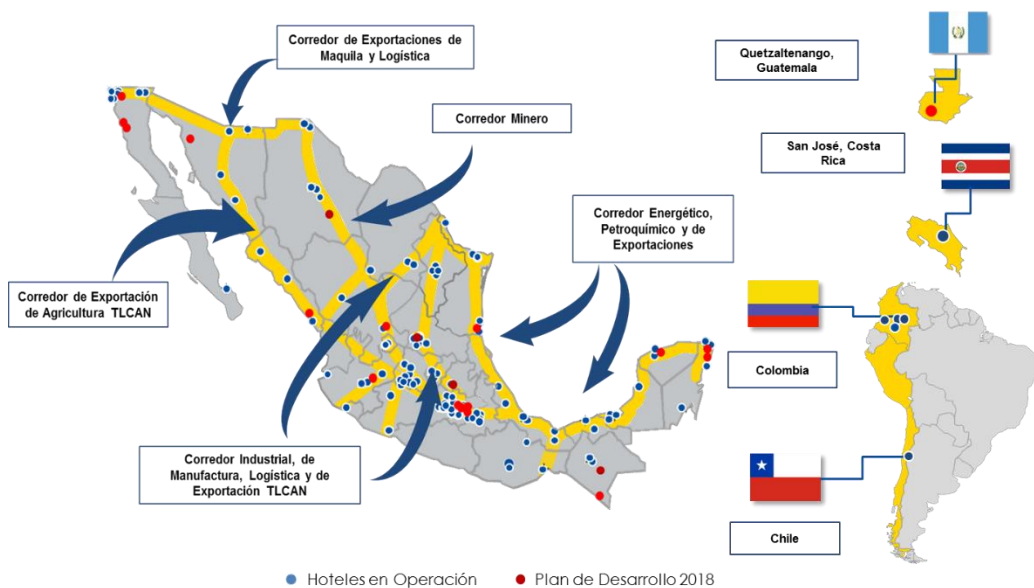 Corredor de Exportaciones de
Maquila y Logística
Quetzaltenango,
Guatemala
Corredor Minero
San José, Costa
Rica
Corredor Energético,
Petroquímico y de
Exportaciones
Corredor de Exportación
de Agricultura TLCAN
Colombia
Corredor Industrial, de
Manufactura, Logística y de
Exportación TLCAN
Chile
Hoteles en Operación
Plan de Desarrollo 2018